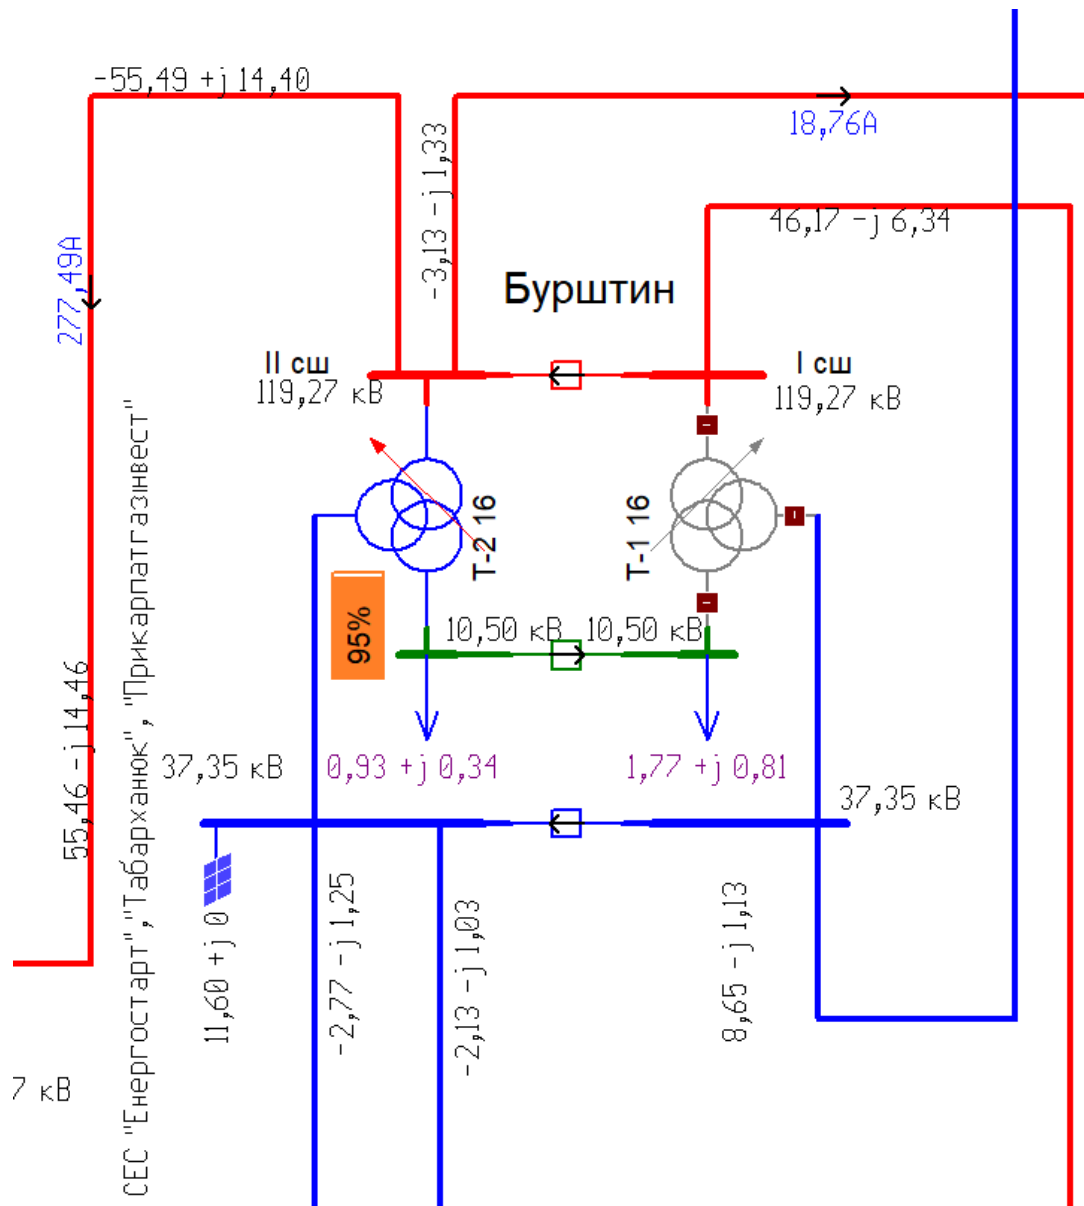 -55,49 +j 14,40
18,76А
-3,13 -j 1,33
46,17 -j 6,34
277,49А
Бурштин
II сш
119,27 кВ
I сш
119,27 кВ
Т-2 16
Т-1 16
95%
10,50 кВ
10,50 кВ
55,46 -j 14,46
СЕС "Енергостарт","Табарханюк", "Прикарпатгазінвест"
37,35 кВ
0,93 +j 0,34
1,77 +j 0,81
37,35 кВ
11,60 +j 0
-2,77 -j 1,25
-2,13 -j 1,03
8,65 -j 1,13
7 кВ